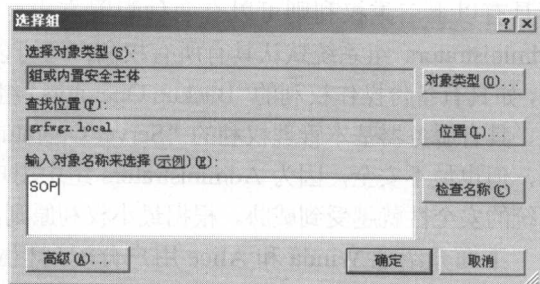 选择组
选择对象类型(S):
组或内置安全主体
对象类型(O)...
查找位置(F):
grfwgz.local
位置(L)...
输入对象名称来选择(示例)(E):
SOP
检查名称(C)
高级(A)...
确定
取消